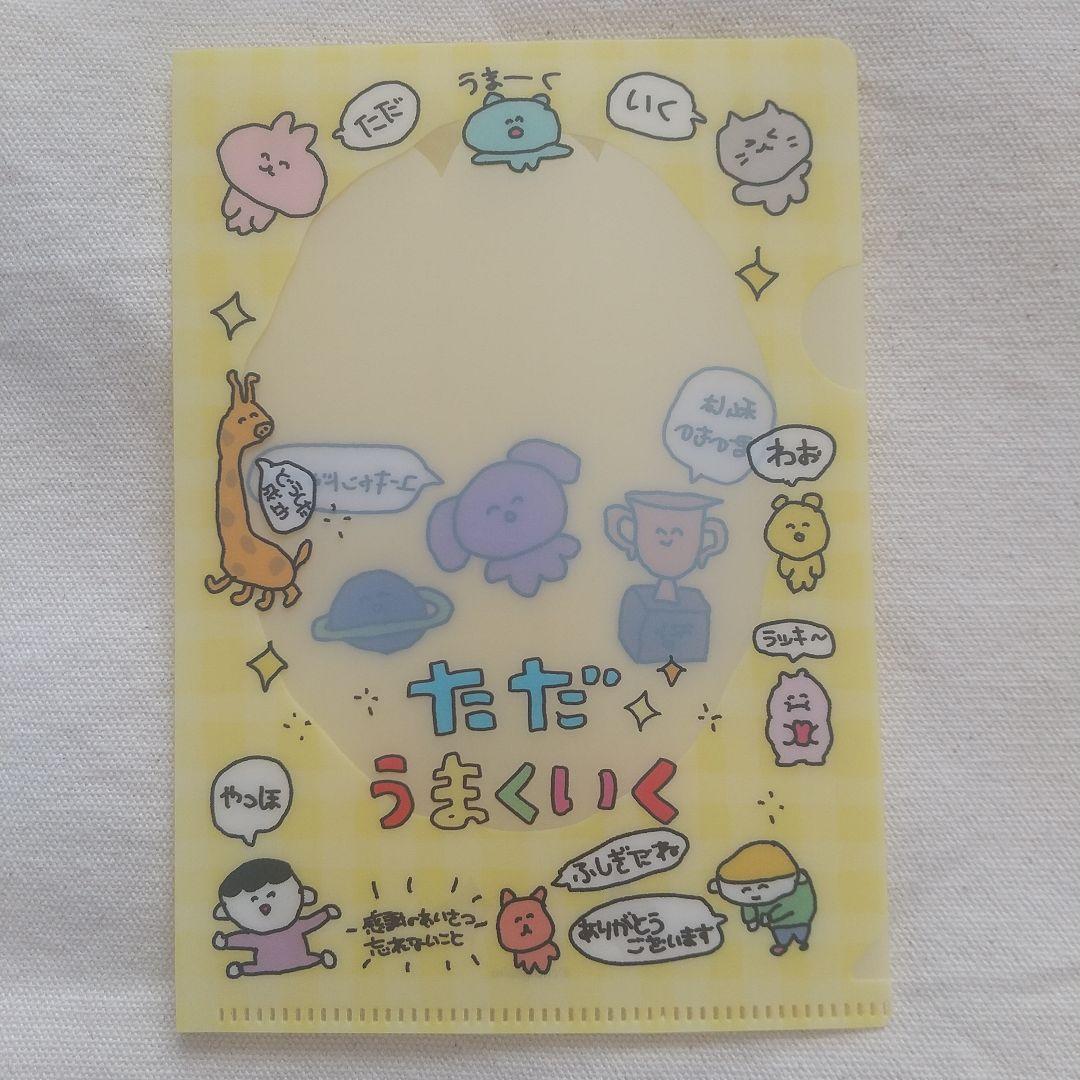 ただ
うまーく
いく
わお
ラッキ〜
ただ
うまくいく
やっほ
ふしぎだね
感謝のあいさつ
忘れないこと
ありがとう
ございます